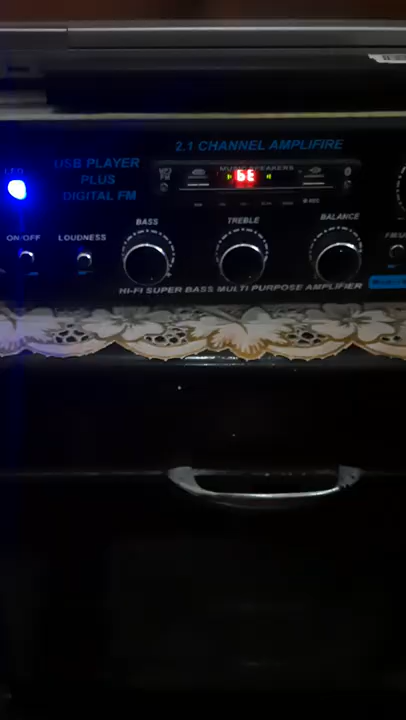 2.1 CHANNEL AMPLIFIRE
USB PLAYER
PLUS
DIGITAL FM
MUSIC SPEAKERS
BASS
TREBLE
BALANCE
ON/OFF
LOUDNESS
HI-FI SUPER BASS MULTI PURPOSE AMPLIFIER